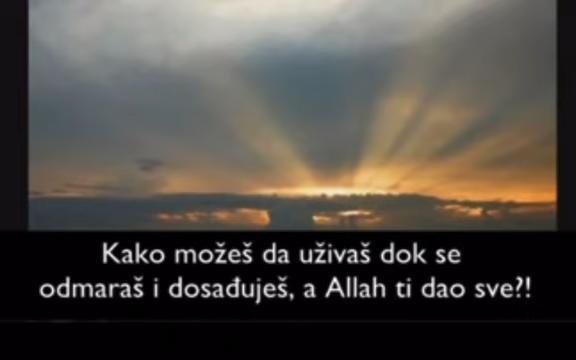 Kako možeš da uživaš dok se
odmaraš i dosađuješ, a Allah ti dao sve?!